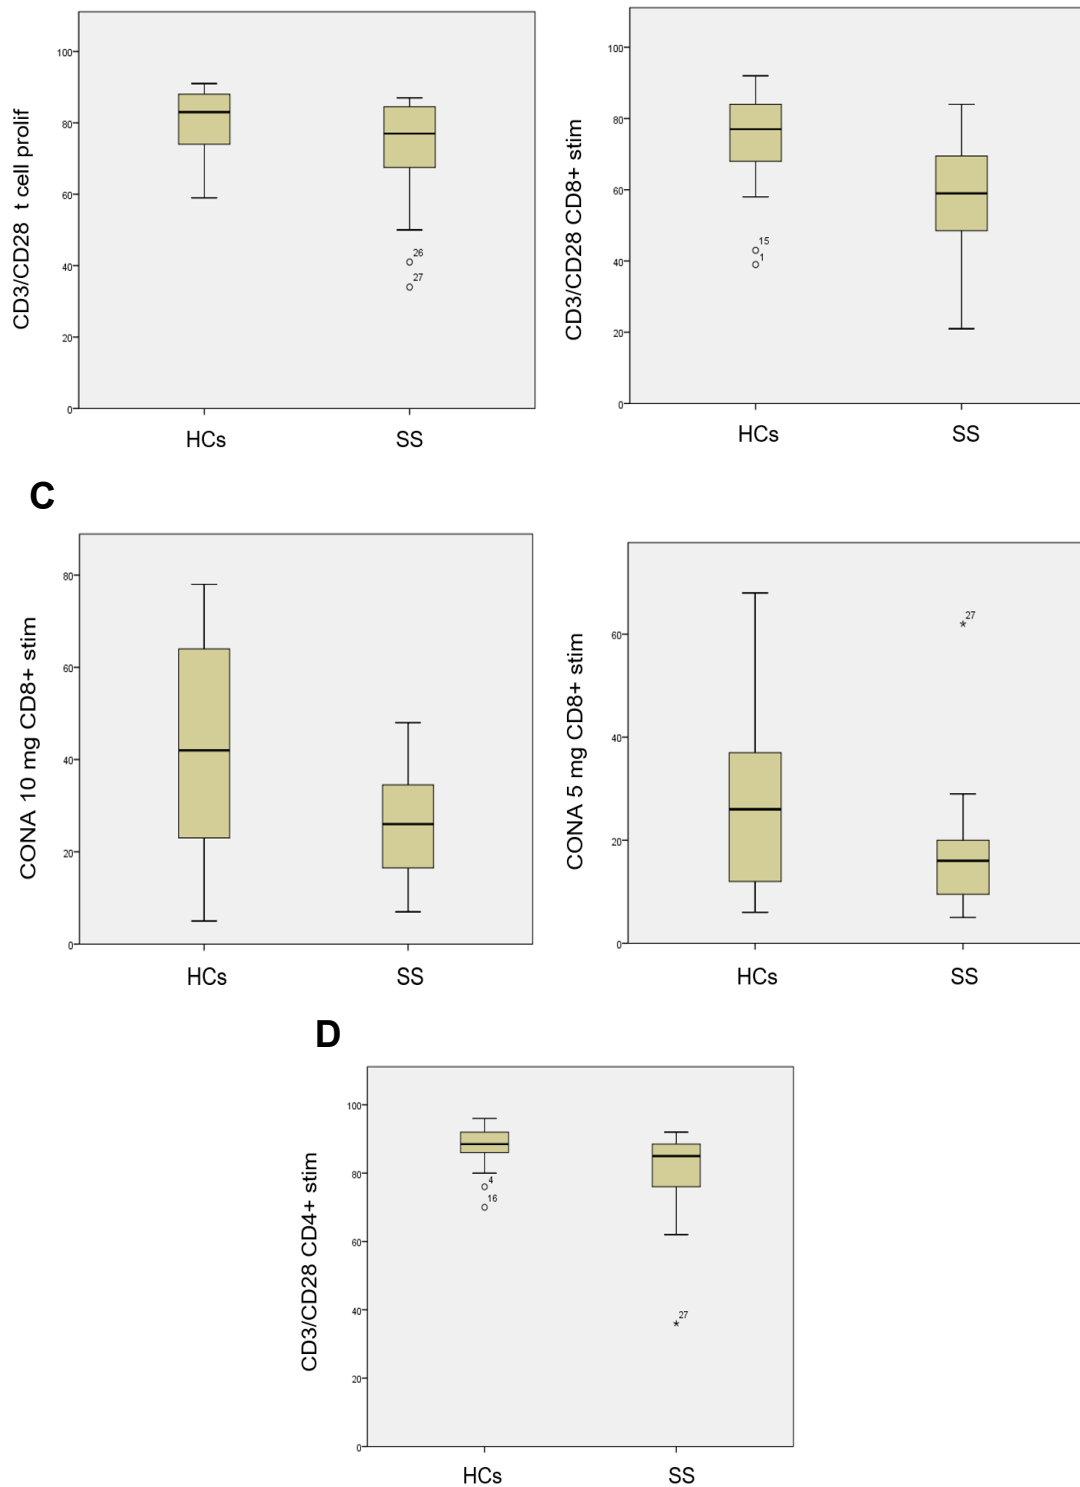 CD3/CD28 t cell prolif
100
80
60
40
20
0
26
27
HCs
SS
CD3/CD28 CD8+ stim
100
80
60
40
20
0
15
1
HCs
SS
C
CONA 10 mg CD8+ stim
80
60
40
20
0
HCs
SS
CONA 5 mg CD8+ stim
60
40
20
0
27
HCs
SS
D
CD3/CD28 CD4+ stim
100
80
60
40
20
0
4
16
27
HCs
SS